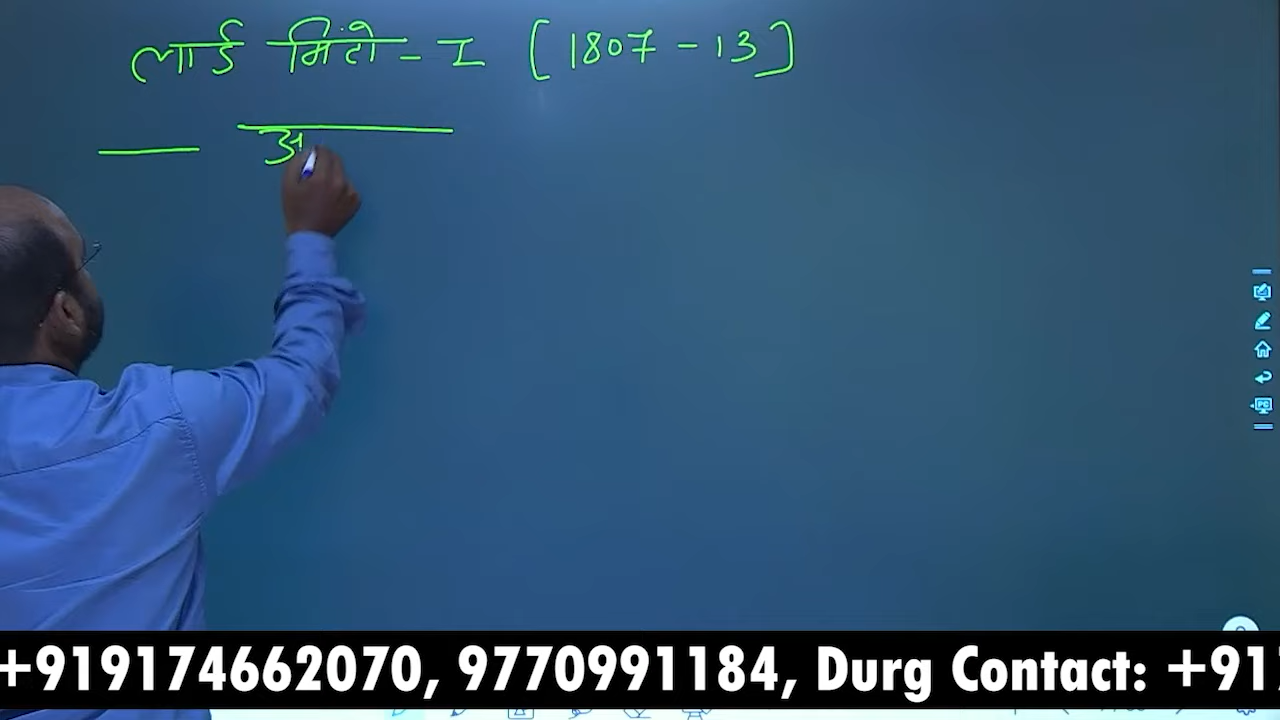 लार्ड मिंटो - I [1807 - 13]
— अ
+919174662070, 9770991184, Durg Contact: +91